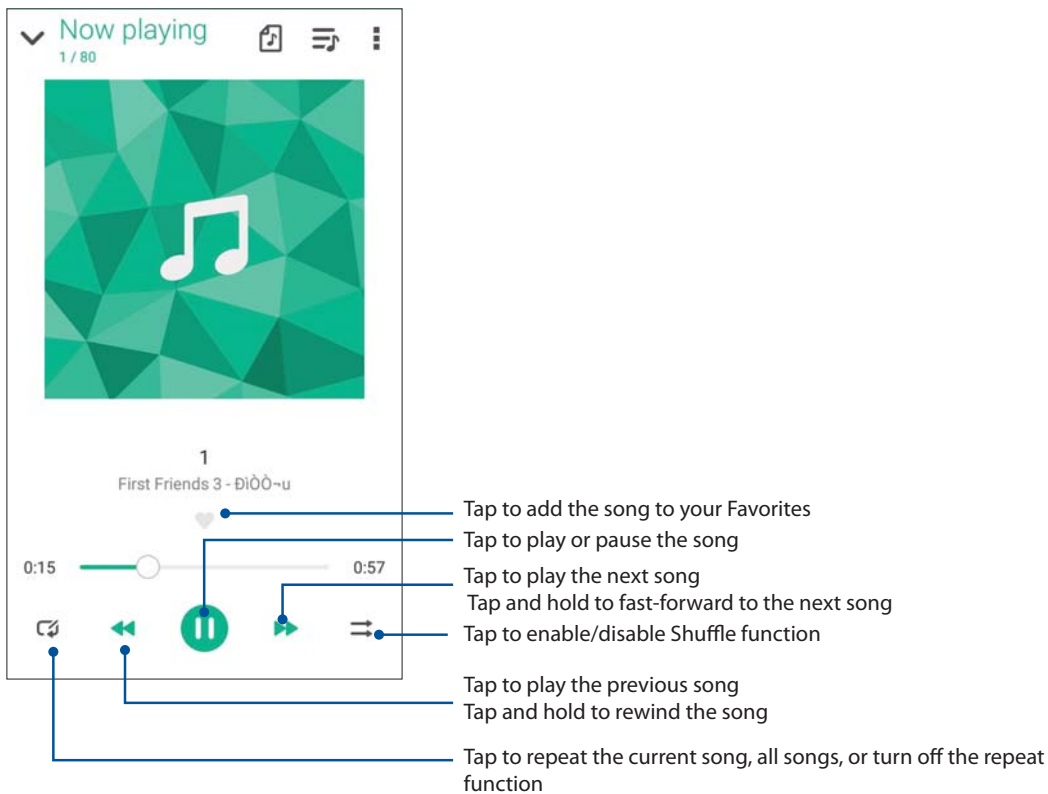 Now playing
1 / 80
1
First Friends 3 - ÐìÒÒ¬u
0:15
0:57
Tap to add the song to your Favorites
Tap to play or pause the song
Tap to play the next song
Tap and hold to fast-forward to the next song
Tap to enable/disable Shuffle function
Tap to play the previous song
Tap and hold to rewind the song
Tap to repeat the current song, all songs, or turn off the repeat
function